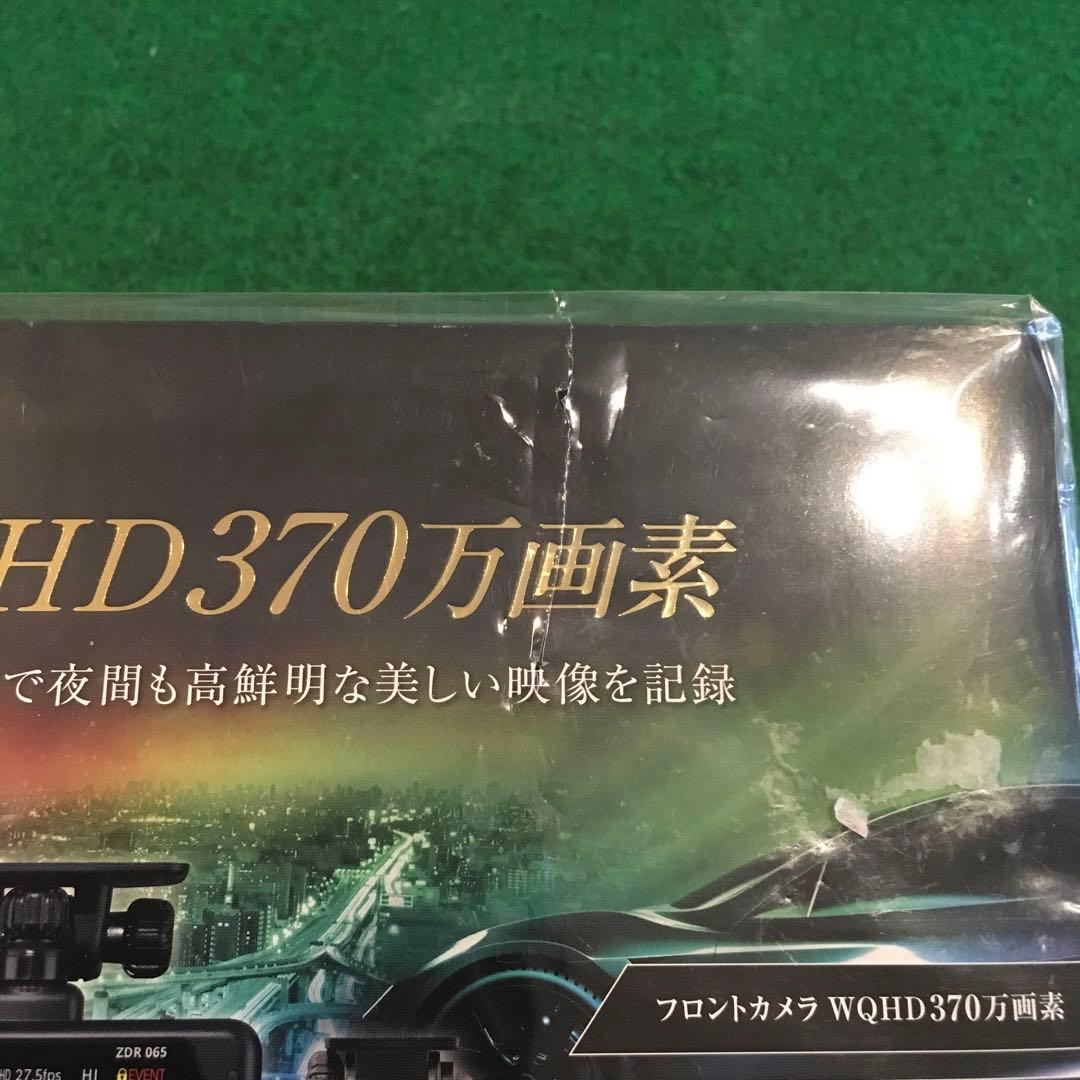 HD370万画素
で夜間も高鮮明な美しい映像を記録
フロントカメラ WQHD370万画素
ZDR 065
HD 27.5fps HI EVENT